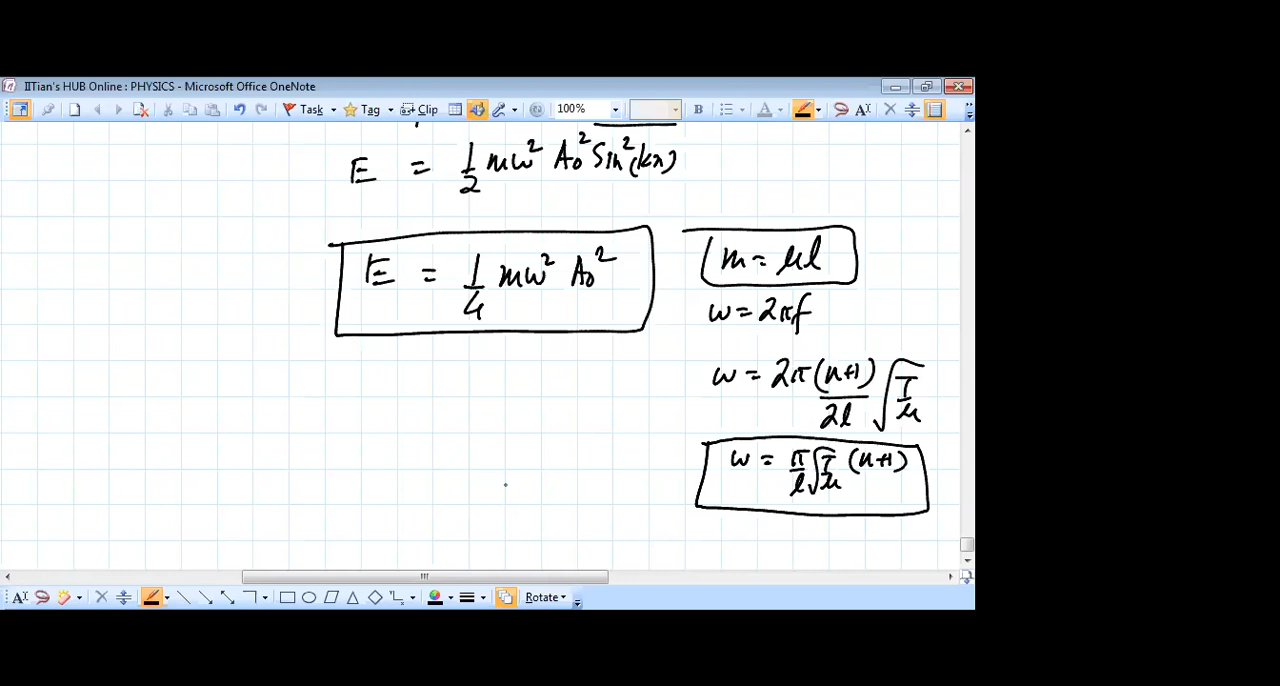 IITian's HUB Online : PHYSICS - Microsoft Office OneNote
Task Tag Clip 100% B A
E = 1/2 mω² A₀² Sin²(kx)
E = 1/4 mω² A₀²
m = μl
ω = 2πf
ω = 2π (n+1)/2l √(T/μ)
ω = π/l √(T/μ) (n+1)
Rotate